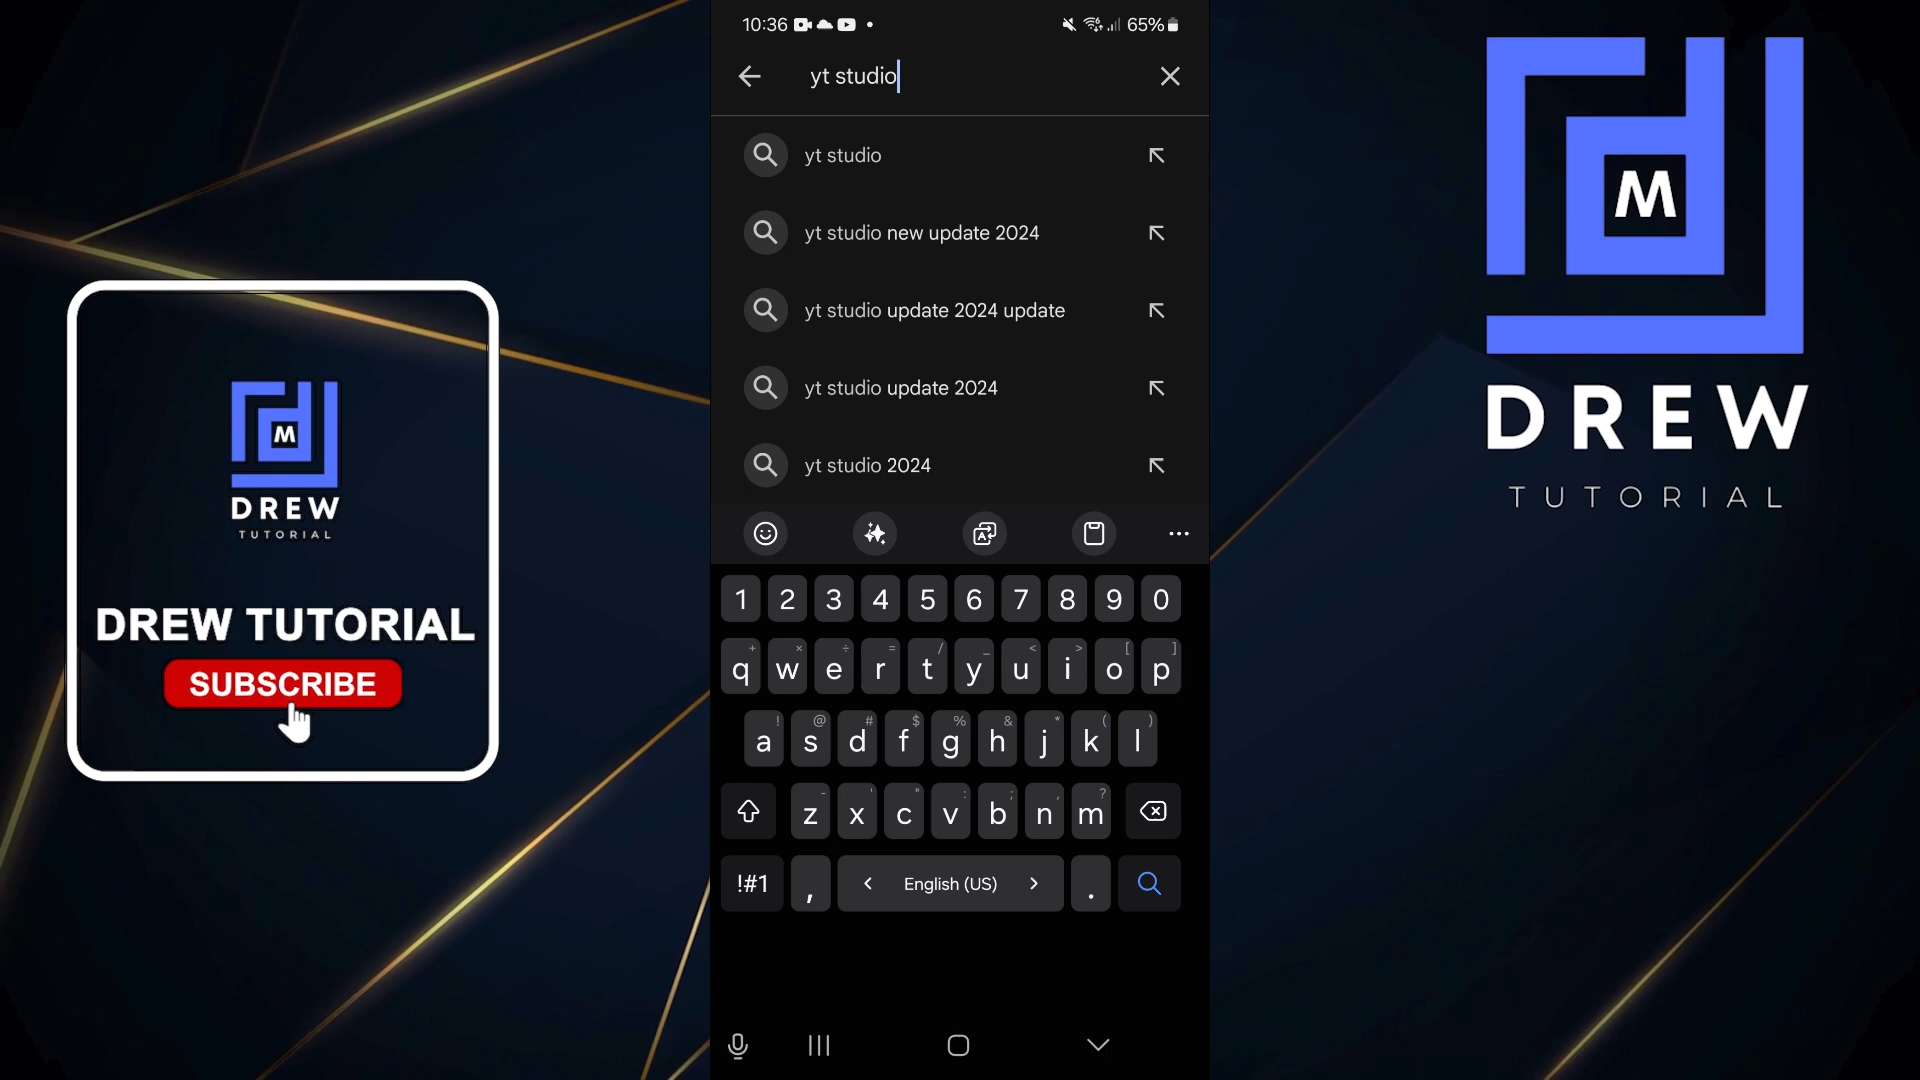 10:36
65%
yt studio
yt studio
yt studio new update 2024
yt studio update 2024 update
yt studio update 2024
yt studio 2024
1 2 3 4 5 6 7 8 9 0
+ × ÷ = / _ < > [ ]
q w e r t y u i o p
! @ # $ % & * ( )
a s d f g h j k l
- ' " : ; , ?
z x c v b n m
!#1 , < English (US) > .
M
DREW
TUTORIAL
DREW TUTORIAL
SUBSCRIBE
M
DREW
TUTORIAL